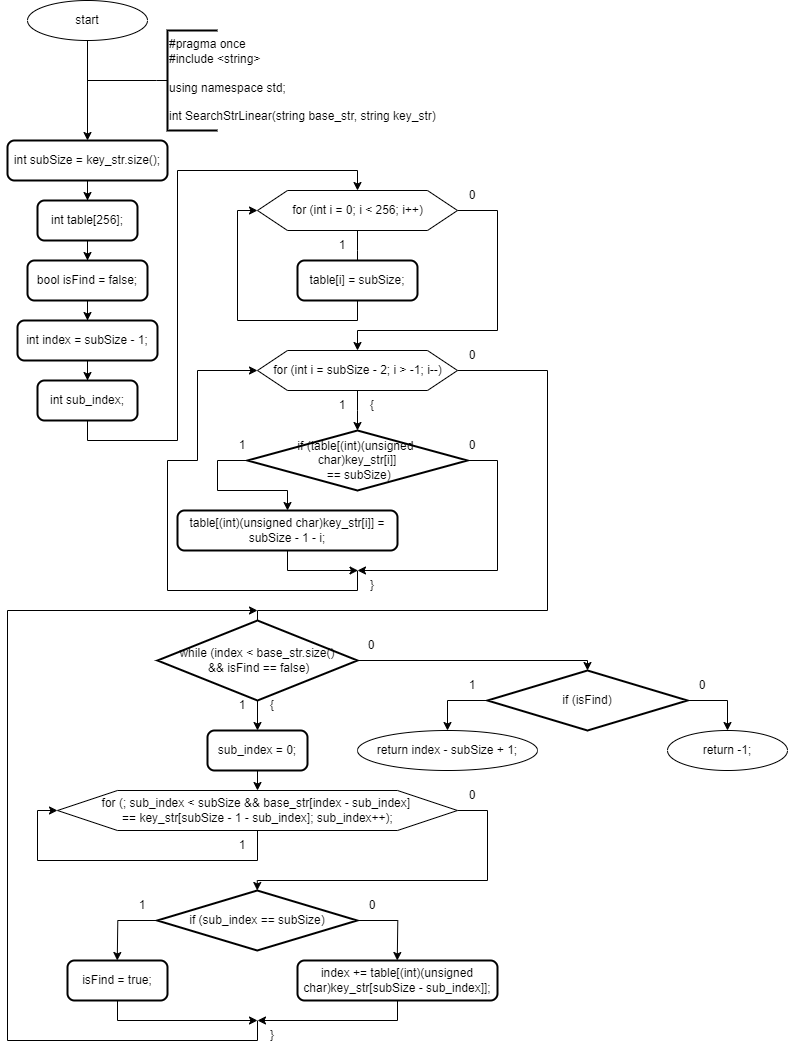 start
#pragma once
#include <string>
using namespace std;
int SearchStrLinear(string base_str, string key_str)
int subSize = key_str.size();
int table[256];
bool isFind = false;
int index = subSize - 1;
int sub_index;
for (int i = 0; i < 256; i++)
0
1
table[i] = subSize;
for (int i = subSize - 2; i > -1; i--)
0
1 {
if (table[(int)(unsigned
char)key_str[i]]
== subSize)
1
0
table[(int)(unsigned char)key_str[i]] =
subSize - 1 - i;
}
while (index < base_str.size()
&& isFind == false)
0
1 {
if (isFind)
1
0
return index - subSize + 1;
return -1;
sub_index = 0;
for (; sub_index < subSize && base_str[index - sub_index]
== key_str[subSize - 1 - sub_index]; sub_index++);
0
1
if (sub_index == subSize)
1
0
isFind = true;
index += table[(int)(unsigned
char)key_str[subSize - sub_index]];
}